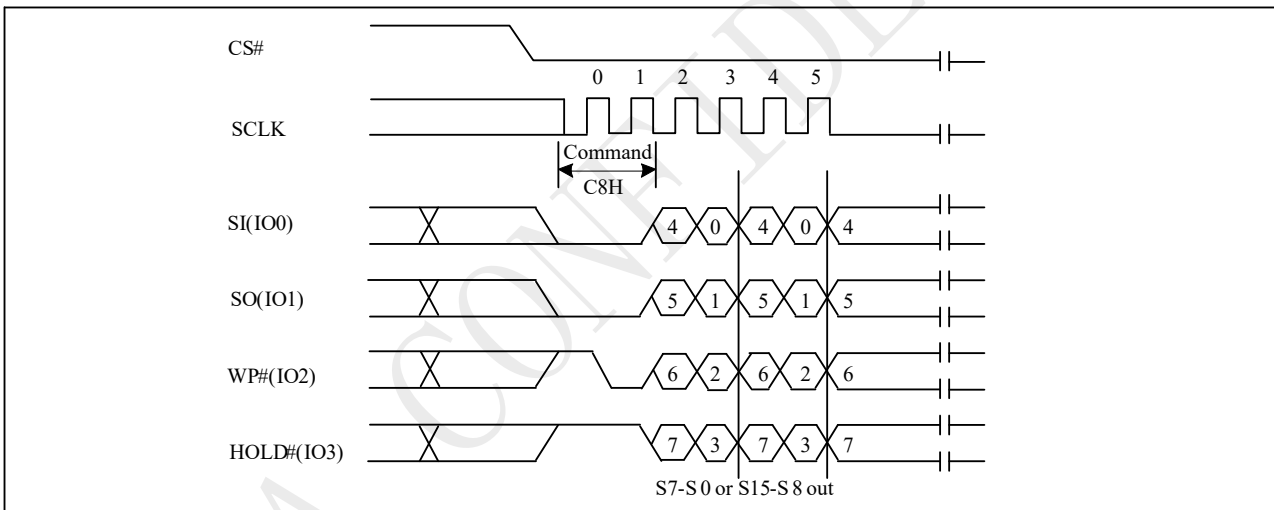 CS#
0 1 2 3 4 5
SCLK
Command
C8H
SI(IO0) 4 0 4 0 4
SO(IO1) 5 1 5 1 5
WP#(IO2) 6 2 6 2 6
HOLD#(IO3) 7 3 7 3 7
S7-S0 or S15-S8 out